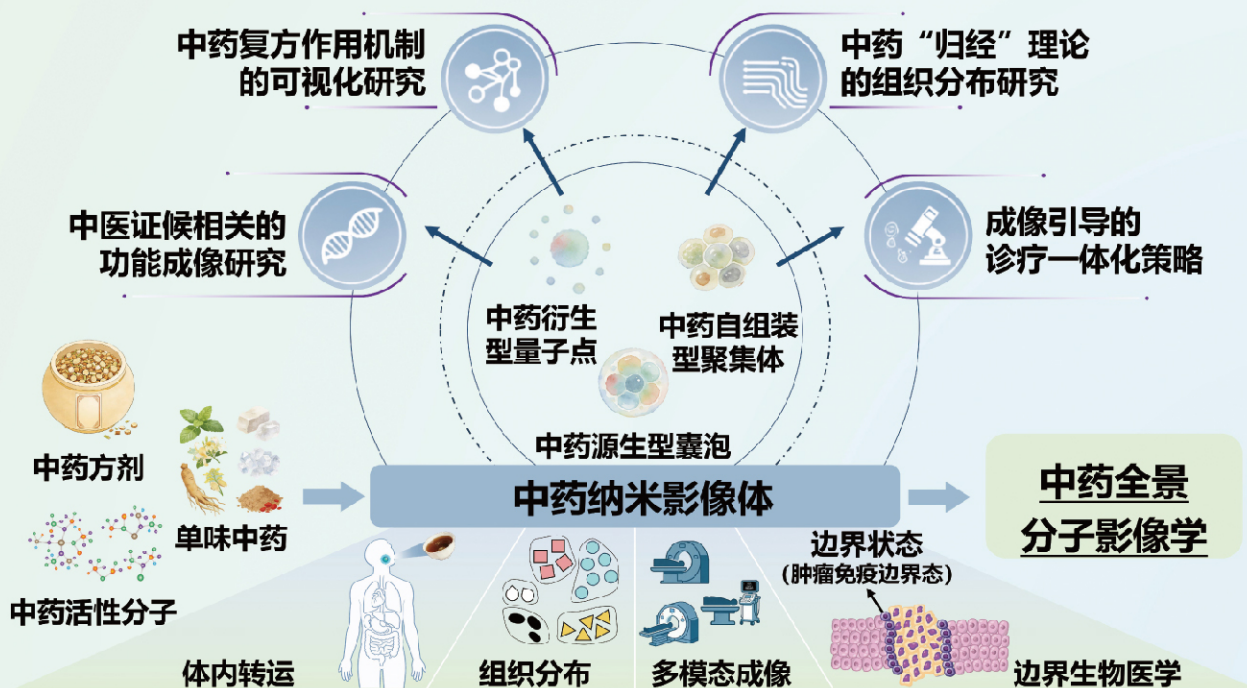 中药复方作用机制
的可视化研究
中药“归经”理论
的组织分布研究
中医证候相关的
功能成像研究
成像引导的
诊疗一体化策略
中药衍生
型量子点
中药自组装
型聚集体
中药源生型囊泡
中药方剂
单味中药
中药活性分子
中药纳米影像体
中药全景
分子影像学
边界状态
(肿瘤免疫边界态)
体内转运
组织分布
多模态成像
边界生物医学